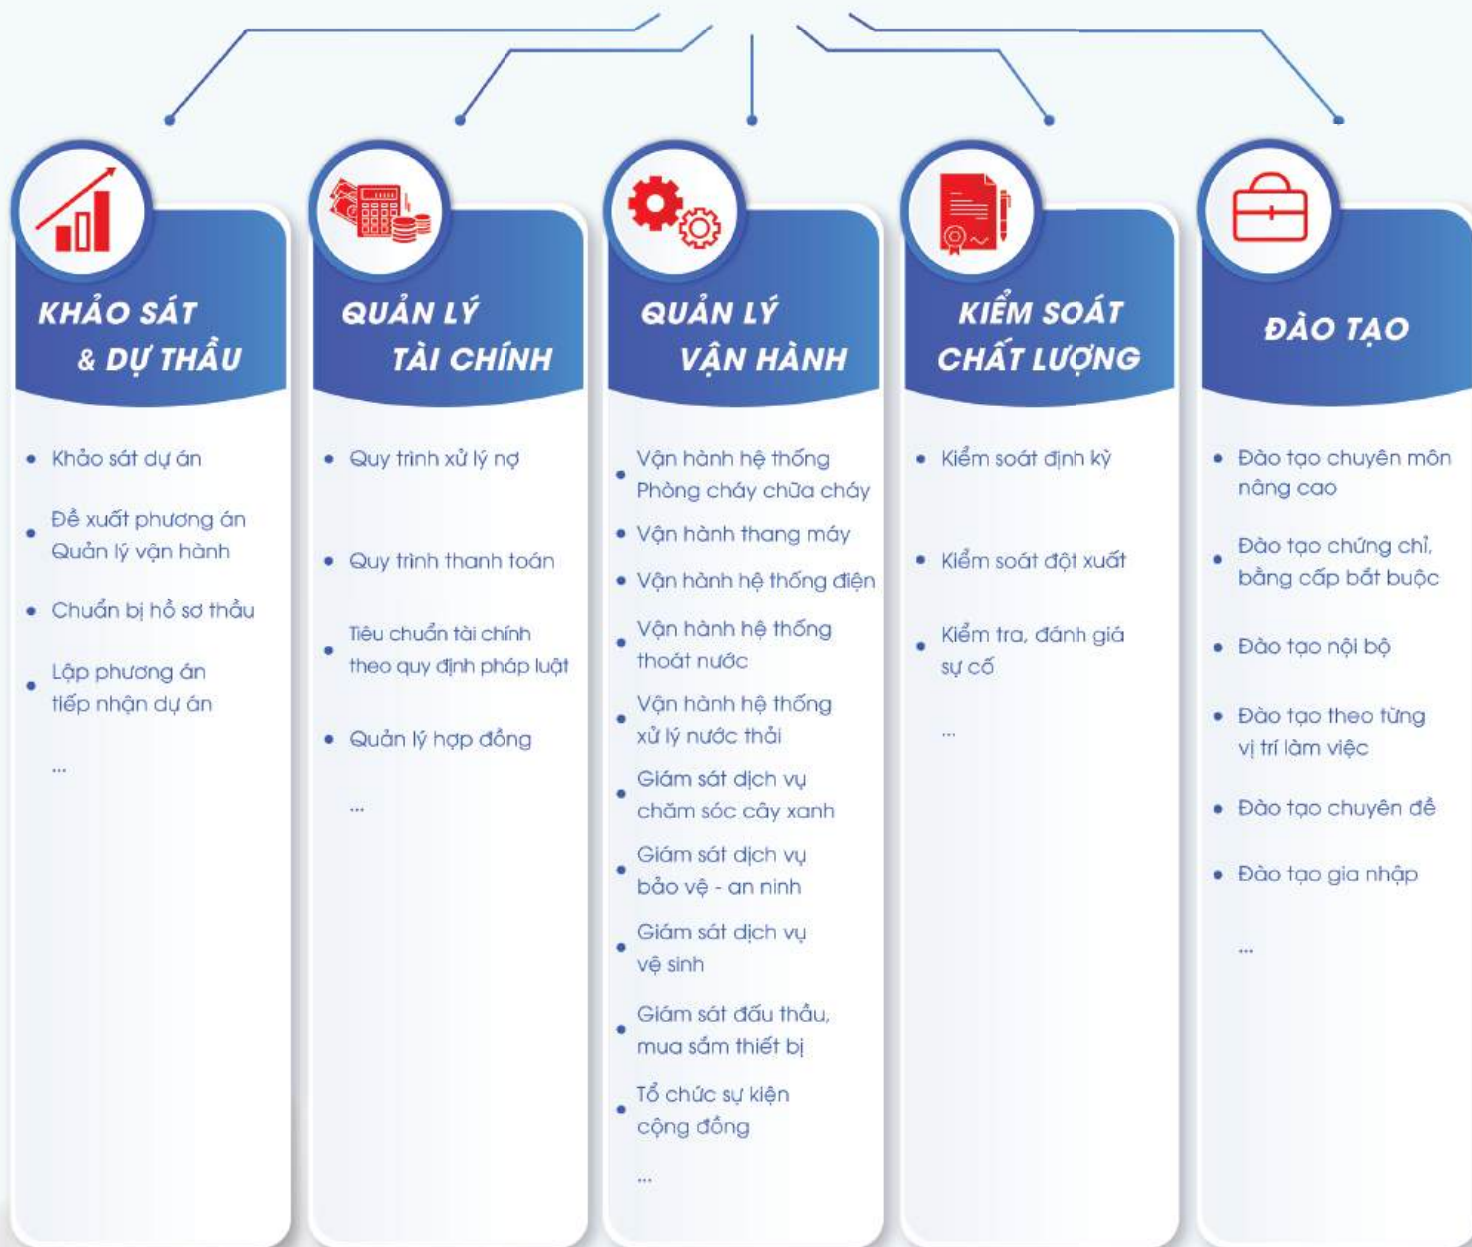 KHẢO SÁT
& DỰ THẦU
Khảo sát dự án
Đề xuất phương án
Quản lý vận hành
Chuẩn bị hồ sơ thầu
Lập phương án
tiếp nhận dự án
...
QUẢN LÝ
TÀI CHÍNH
Quy trình xử lý nợ
Quy trình thanh toán
Tiêu chuẩn tài chính
theo quy định pháp luật
Quản lý hợp đồng
...
QUẢN LÝ
VẬN HÀNH
Vận hành hệ thống
Phòng cháy chữa cháy
Vận hành thang máy
Vận hành hệ thống điện
Vận hành hệ thống
thoát nước
Vận hành hệ thống
xử lý nước thải
Giám sát dịch vụ
chăm sóc cây xanh
Giám sát dịch vụ
bảo vệ - an ninh
Giám sát dịch vụ
vệ sinh
Giám sát đấu thầu,
mua sắm thiết bị
Tổ chức sự kiện
cộng đồng
...
KIỂM SOÁT
CHẤT LƯỢNG
Kiểm soát định kỳ
Kiểm soát đột xuất
Kiểm tra, đánh giá
sự cố
...
ĐÀO TẠO
Đào tạo chuyên môn
nâng cao
Đào tạo chứng chỉ,
bằng cấp bắt buộc
Đào tạo nội bộ
Đào tạo theo từng
vị trí làm việc
Đào tạo chuyên đề
Đào tạo gia nhập
...